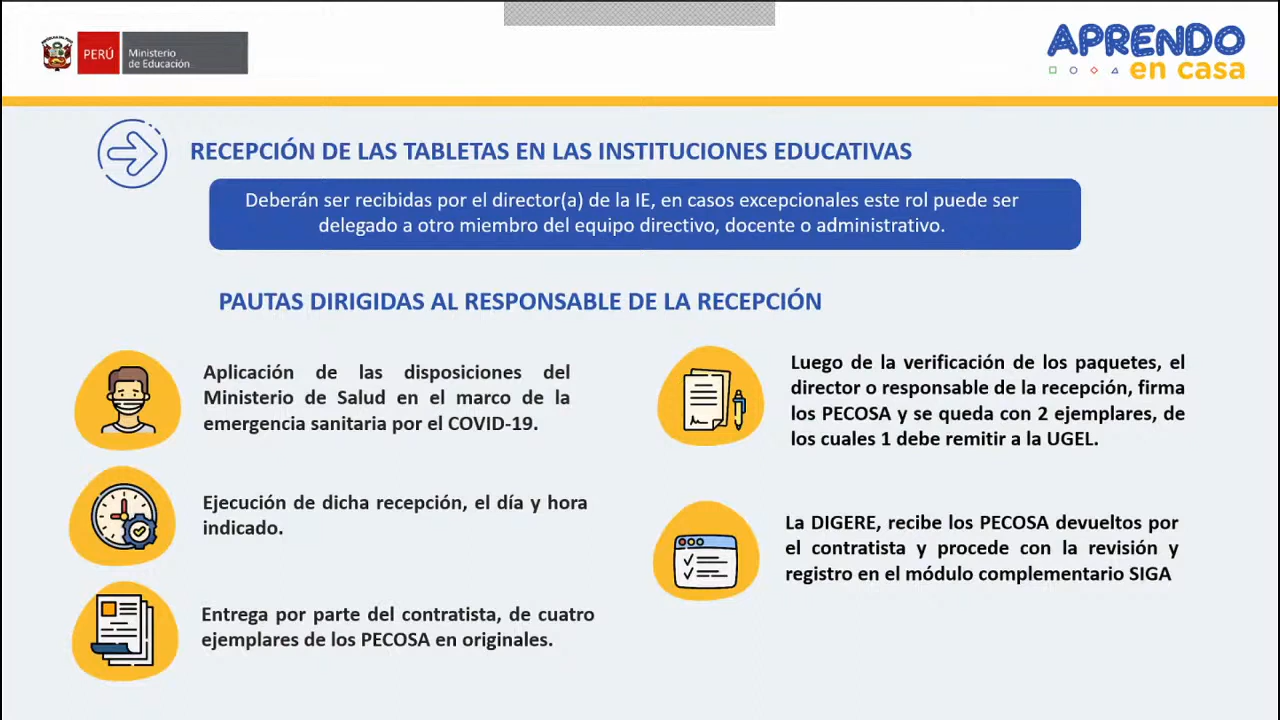 PERÚ
Ministerio
de Educación
APRENDO
en casa
RECEPCIÓN DE LAS TABLETAS EN LAS INSTITUCIONES EDUCATIVAS
Deberán ser recibidas por el director(a) de la IE, en casos excepcionales este rol puede ser
delegado a otro miembro del equipo directivo, docente o administrativo.
PAUTAS DIRIGIDAS AL RESPONSABLE DE LA RECEPCIÓN
Aplicación de las disposiciones del
Ministerio de Salud en el marco de la
emergencia sanitaria por el COVID-19.
Ejecución de dicha recepción, el día y hora
indicado.
Entrega por parte del contratista, de cuatro
ejemplares de los PECOSA en originales.
Luego de la verificación de los paquetes, el
director o responsable de la recepción, firma
los PECOSA y se queda con 2 ejemplares, de
los cuales 1 debe remitir a la UGEL.
La DIGERE, recibe los PECOSA devueltos por
el contratista y procede con la revisión y
registro en el módulo complementario SIGA